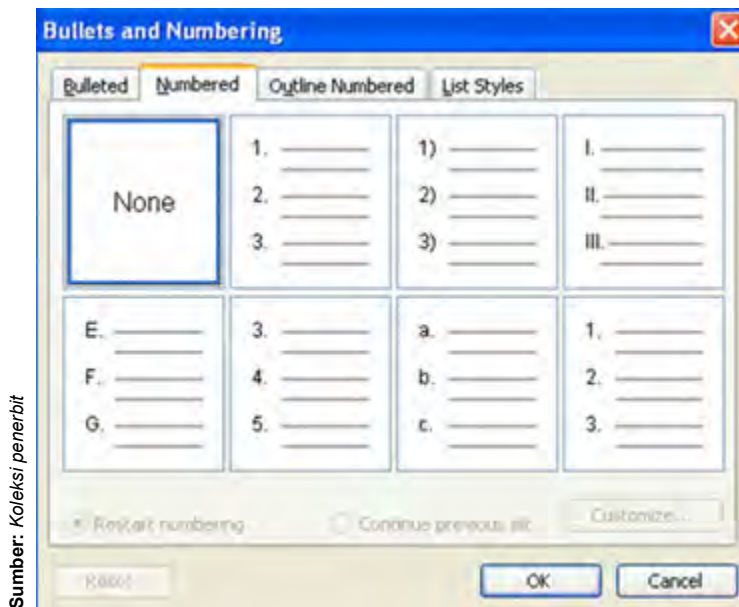 Bullets and Numbering
Bulleted Numbered Outline Numbered List Styles
None
1.
2.
3.
1)
2)
3)
I.
II.
III.
E.
F.
G.
3.
4.
5.
a.
b.
c.
1.
2.
3.
Restart numbering Continue previous list Customize...
Reset OK Cancel
Sumber: Koleksi penerbit